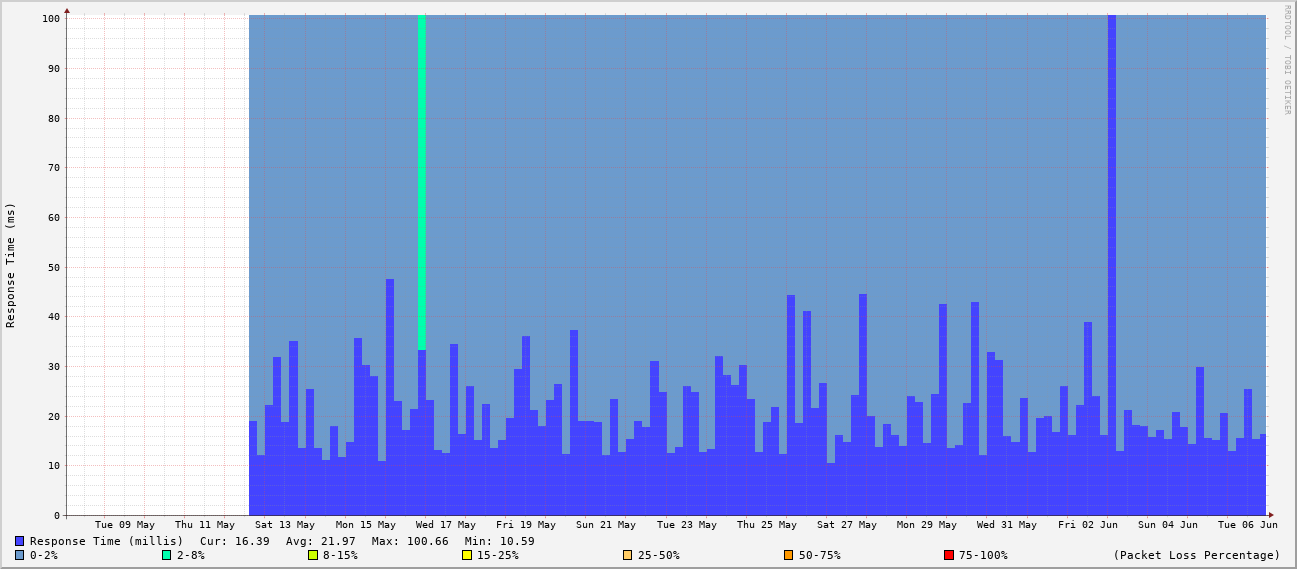 RRDTOOL / TOBI OETIKER
Response Time (ms)
100
90
80
70
60
50
40
30
20
10
0
Tue 09 May Thu 11 May Sat 13 May Mon 15 May Wed 17 May Fri 19 May Sun 21 May Tue 23 May Thu 25 May Sat 27 May Mon 29 May Wed 31 May Fri 02 Jun Sun 04 Jun Tue 06 Jun
Response Time (millis) Cur: 16.39 Avg: 21.97 Max: 100.66 Min: 10.59
0-2% 2-8% 8-15% 15-25% 25-50% 50-75% 75-100% (Packet Loss Percentage)